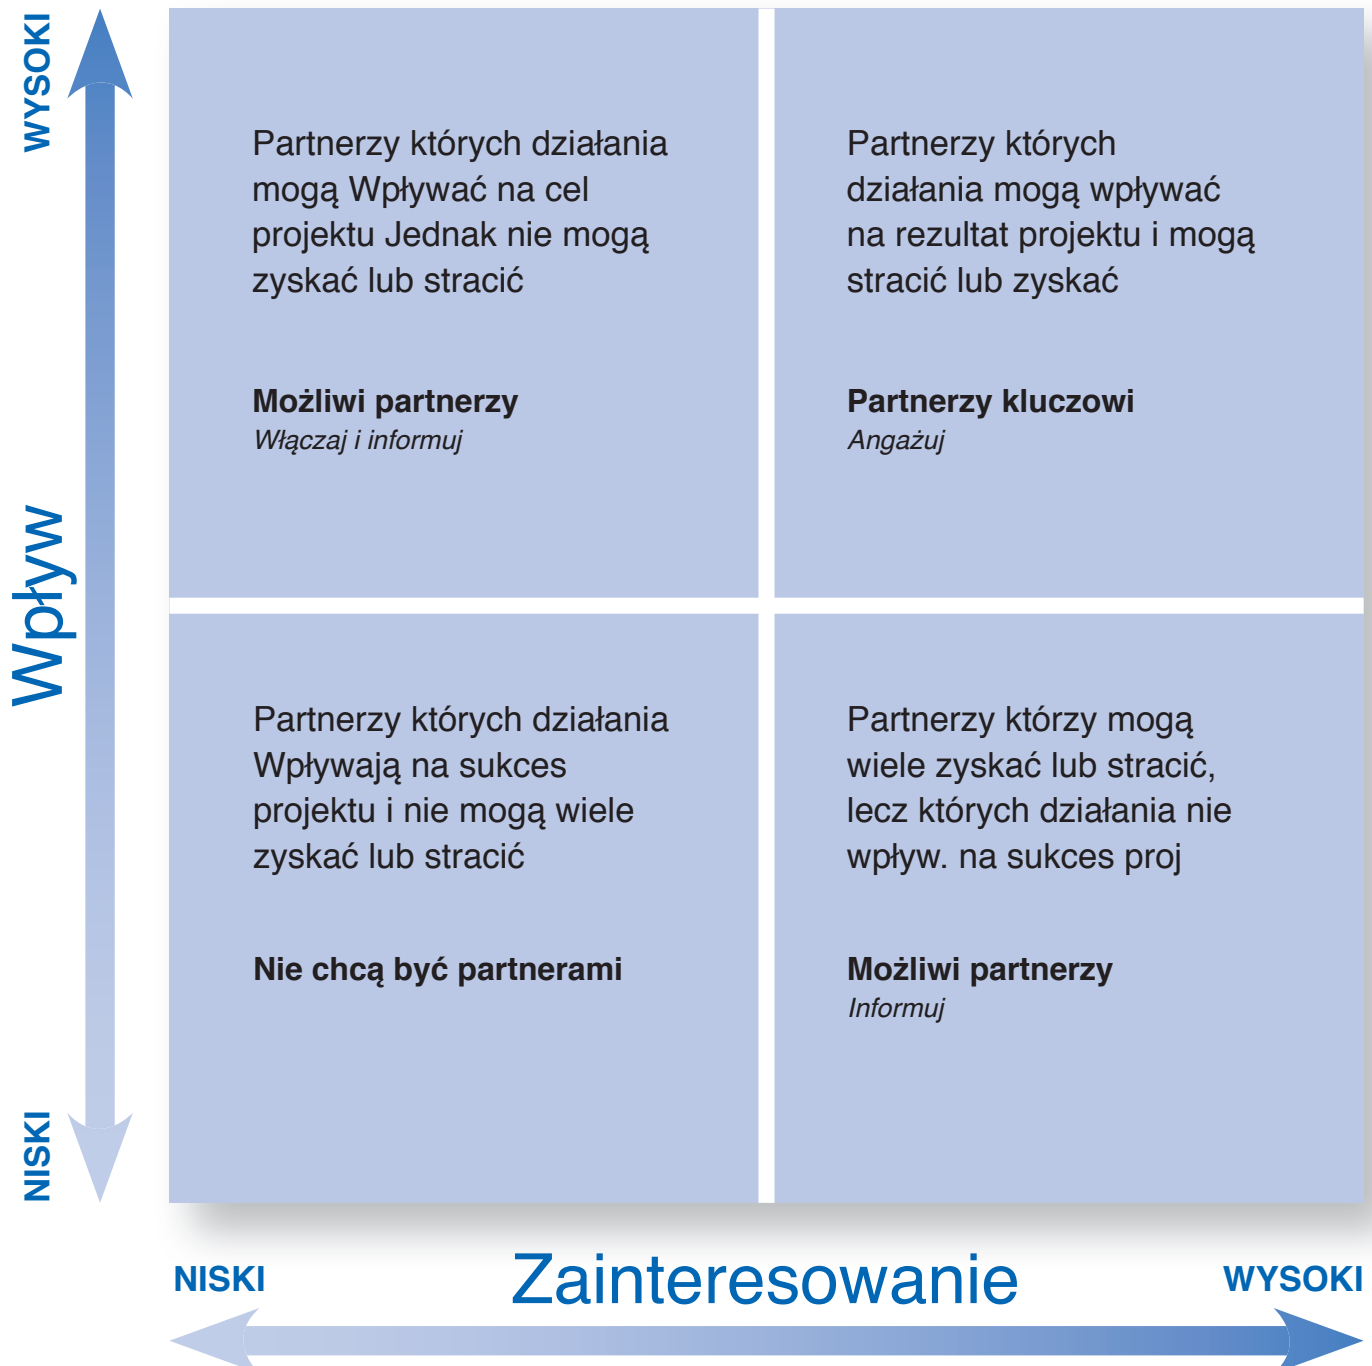 WYSOKI
Partnerzy których działania
mogą Wpływać na cel
projektu Jednak nie mogą
zyskać lub stracić
Możliwi partnerzy
Włączaj i informuj
Partnerzy których
działania mogą wpływać
na rezultat projektu i mogą
stracić lub zyskać
Partnerzy kluczowi
Angażuj
Wpływ
Partnerzy których działania
Wpływają na sukces
projektu i nie mogą wiele
zyskać lub stracić
Nie chcą być partnerami
Partnerzy którzy mogą
wiele zyskać lub stracić,
lecz których działania nie
wpływ. na sukces proj
Możliwi partnerzy
Informuj
NISKI
NISKI
Zainteresowanie
WYSOKI